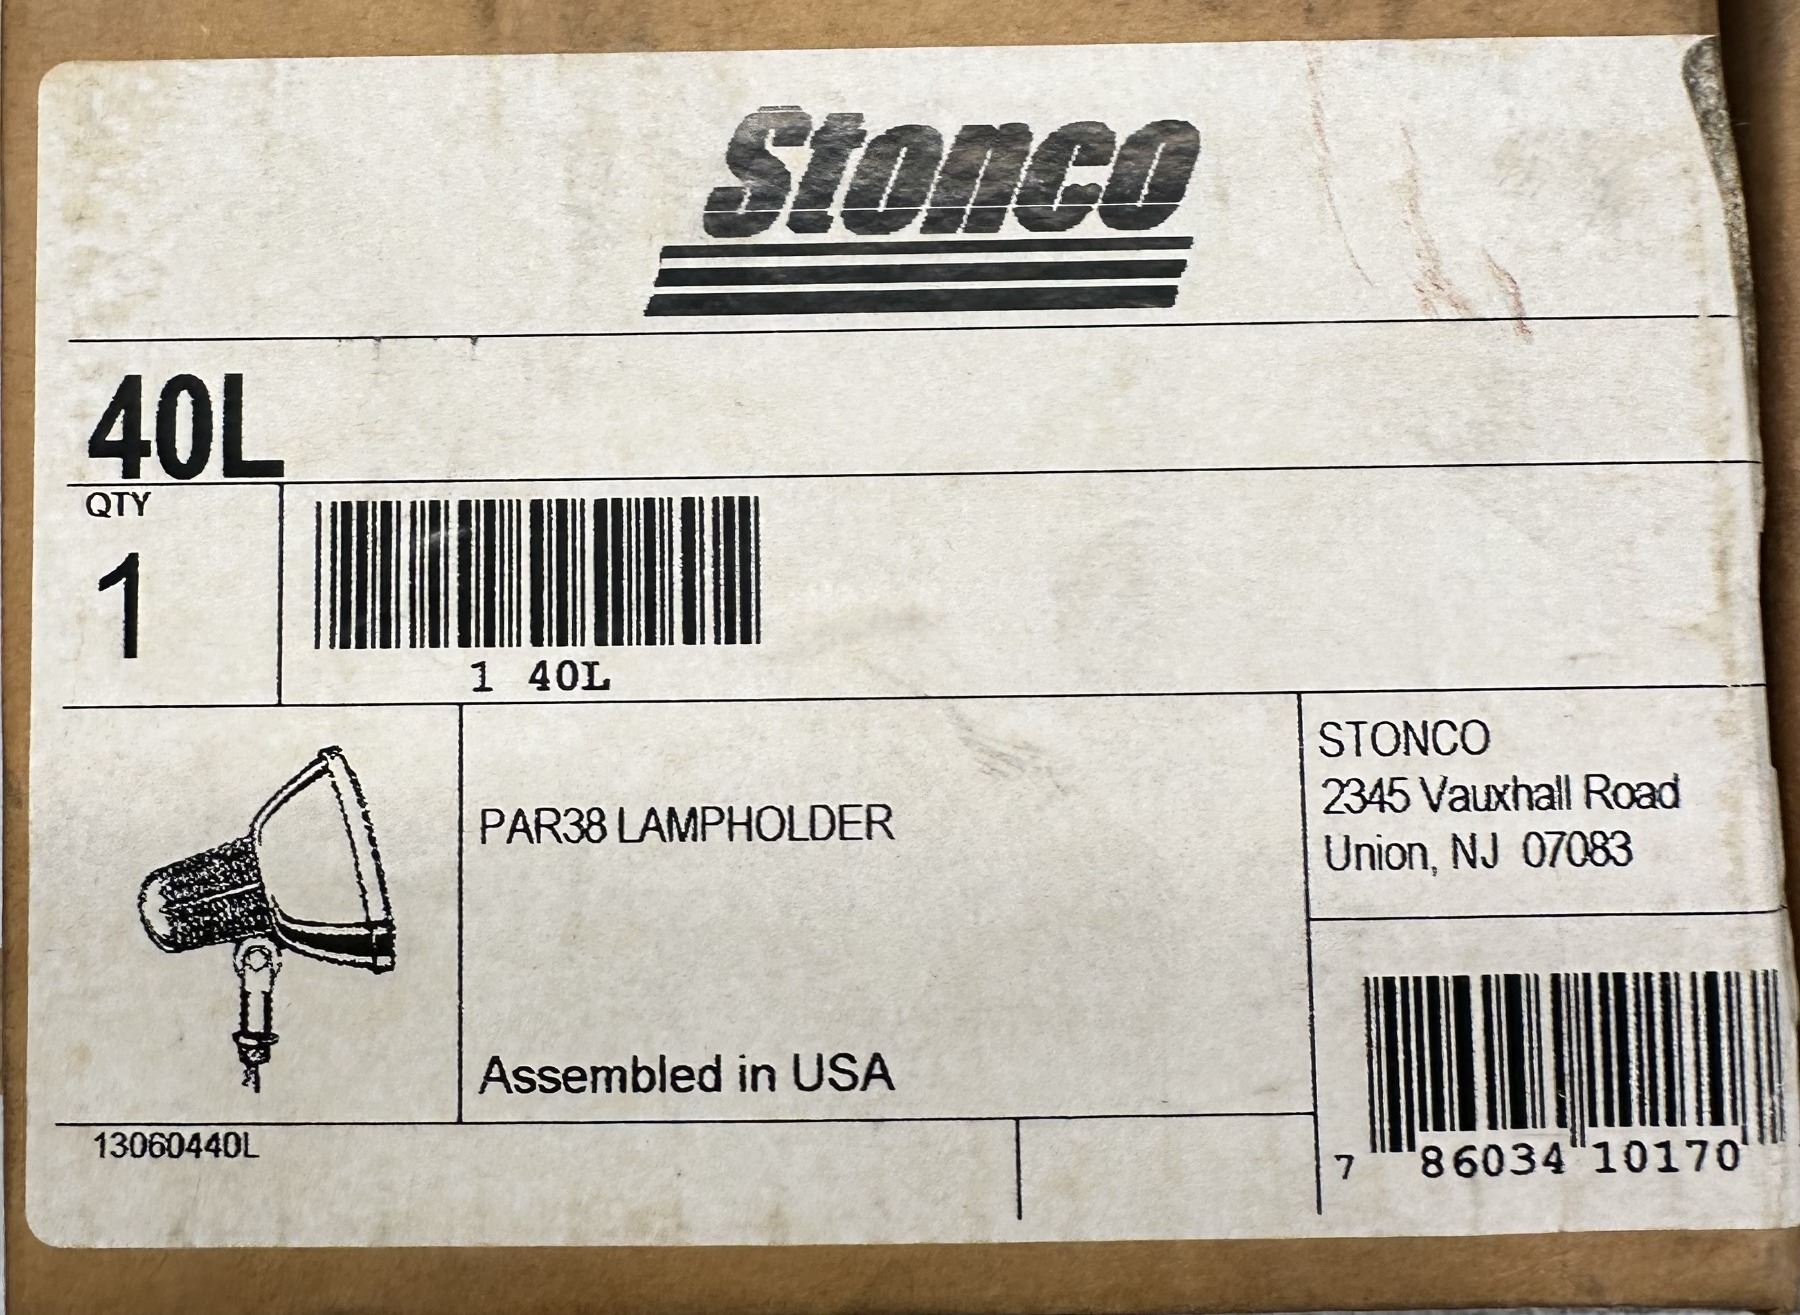 Stonco
40L
QTY
1
1 40L
PAR38 LAMPHOLDER
Assembled in USA
STONCO
2345 Vauxhall Road
Union, NJ 07083
13060440L
7 86034 10170